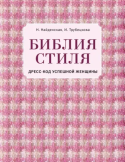 Н. Найденская, И. Трубецкова
БИБЛИЯ
СТИЛЯ
ДРЕСС-КОД УСПЕШНОЙ ЖЕНЩИНЫ